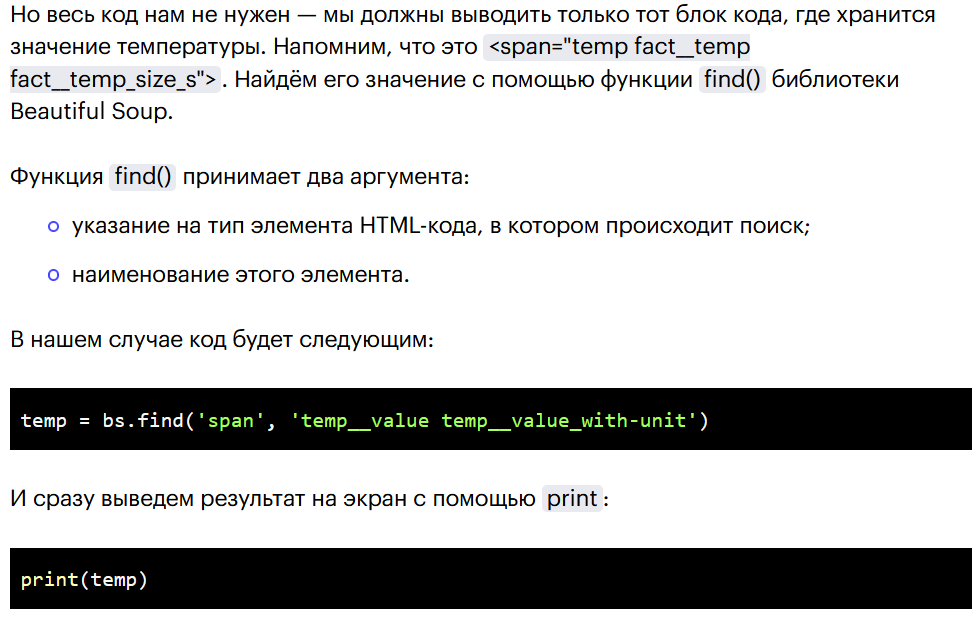 Но весь код нам не нужен — мы должны выводить только тот блок кода, где хранится
значение температуры. Напомним, что это <span="temp fact__temp
fact__temp_size_s">. Найдём его значение с помощью функции find() библиотеки
Beautiful Soup.
Функция find() принимает два аргумента:
указание на тип элемента HTML-кода, в котором происходит поиск;
наименование этого элемента.
В нашем случае код будет следующим:
temp = bs.find('span', 'temp__value temp__value_with-unit')
И сразу выведем результат на экран с помощью print:
print(temp)